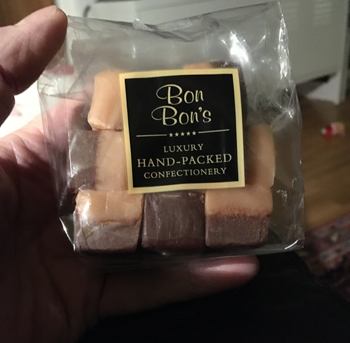 Bon
Bon's
LUXURY
HAND-PACKED
CONFECTIONERY